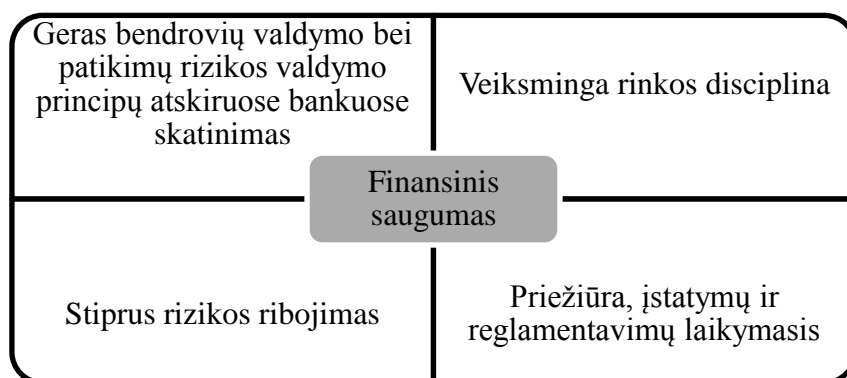 Geras bendrovių valdymo bei
patikimų rizikos valdymo
principų atskiruose bankuose
skatinimas
Veiksminga rinkos disciplina
Finansinis
saugumas
Stiprus rizikos ribojimas
Priežiūra, įstatymų ir
reglamentavimų laikymasis